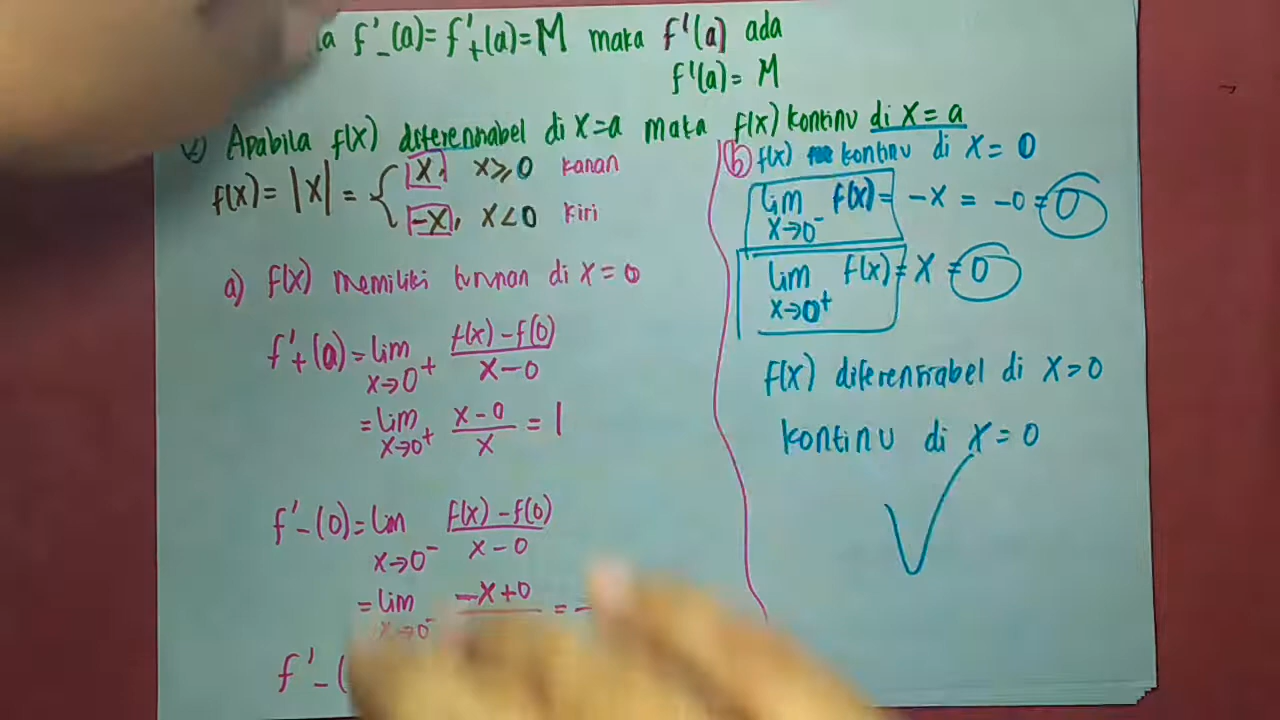 f'₋(a) = f'₊(a) = M maka f'(a) ada
f'(a) = M
Apabila f(x) diferensiabel di x=a maka f(x) kontinu di x = a
f(x) = |x| = { x, x ≥ 0 kanan
-x, x < 0 kiri
a) f(x) memiliki turunan di x = 0
f'₊(a) = lim x→0⁺ f(x) - f(0) / x - 0
= lim x→0⁺ x - 0 / x = 1
f'₋(0) = lim x→0⁻ f(x) - f(0) / x - 0
= lim x→0⁻ -x + 0 = -
f'₋(
b) f(x) kontinu di x = 0
lim x→0⁻ f(x) = -x = -0 = 0
lim x→0⁺ f(x) = x = 0
f(x) diferensiabel di x = 0
kontinu di x = 0